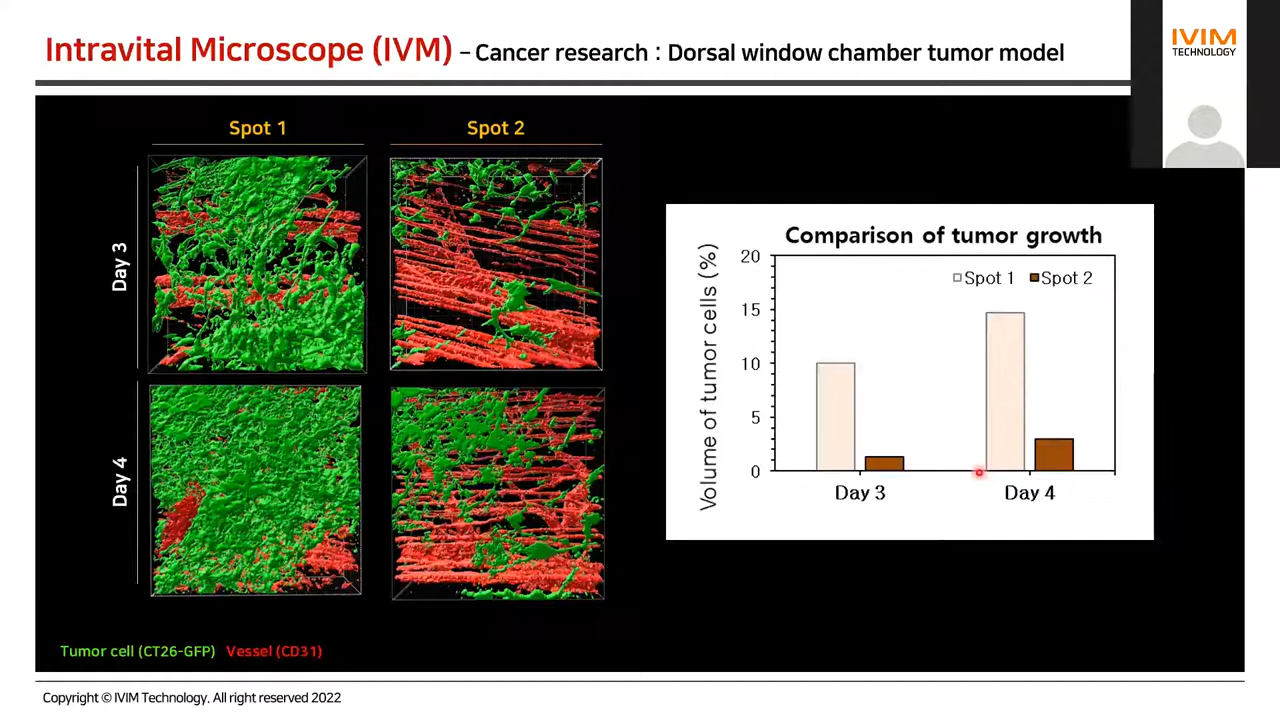 Intravital Microscope (IVM) – Cancer research : Dorsal window chamber tumor model
IVIM
TECHNOLOGY
Spot 1
Spot 2
Day 3
Day 4
Comparison of tumor growth
Volume of tumor cells (%)
20
15
10
5
0
Spot 1
Spot 2
Day 3
Day 4
Tumor cell (CT26-GFP) Vessel (CD31)
Copyright © IVIM Technology. All right reserved 2022